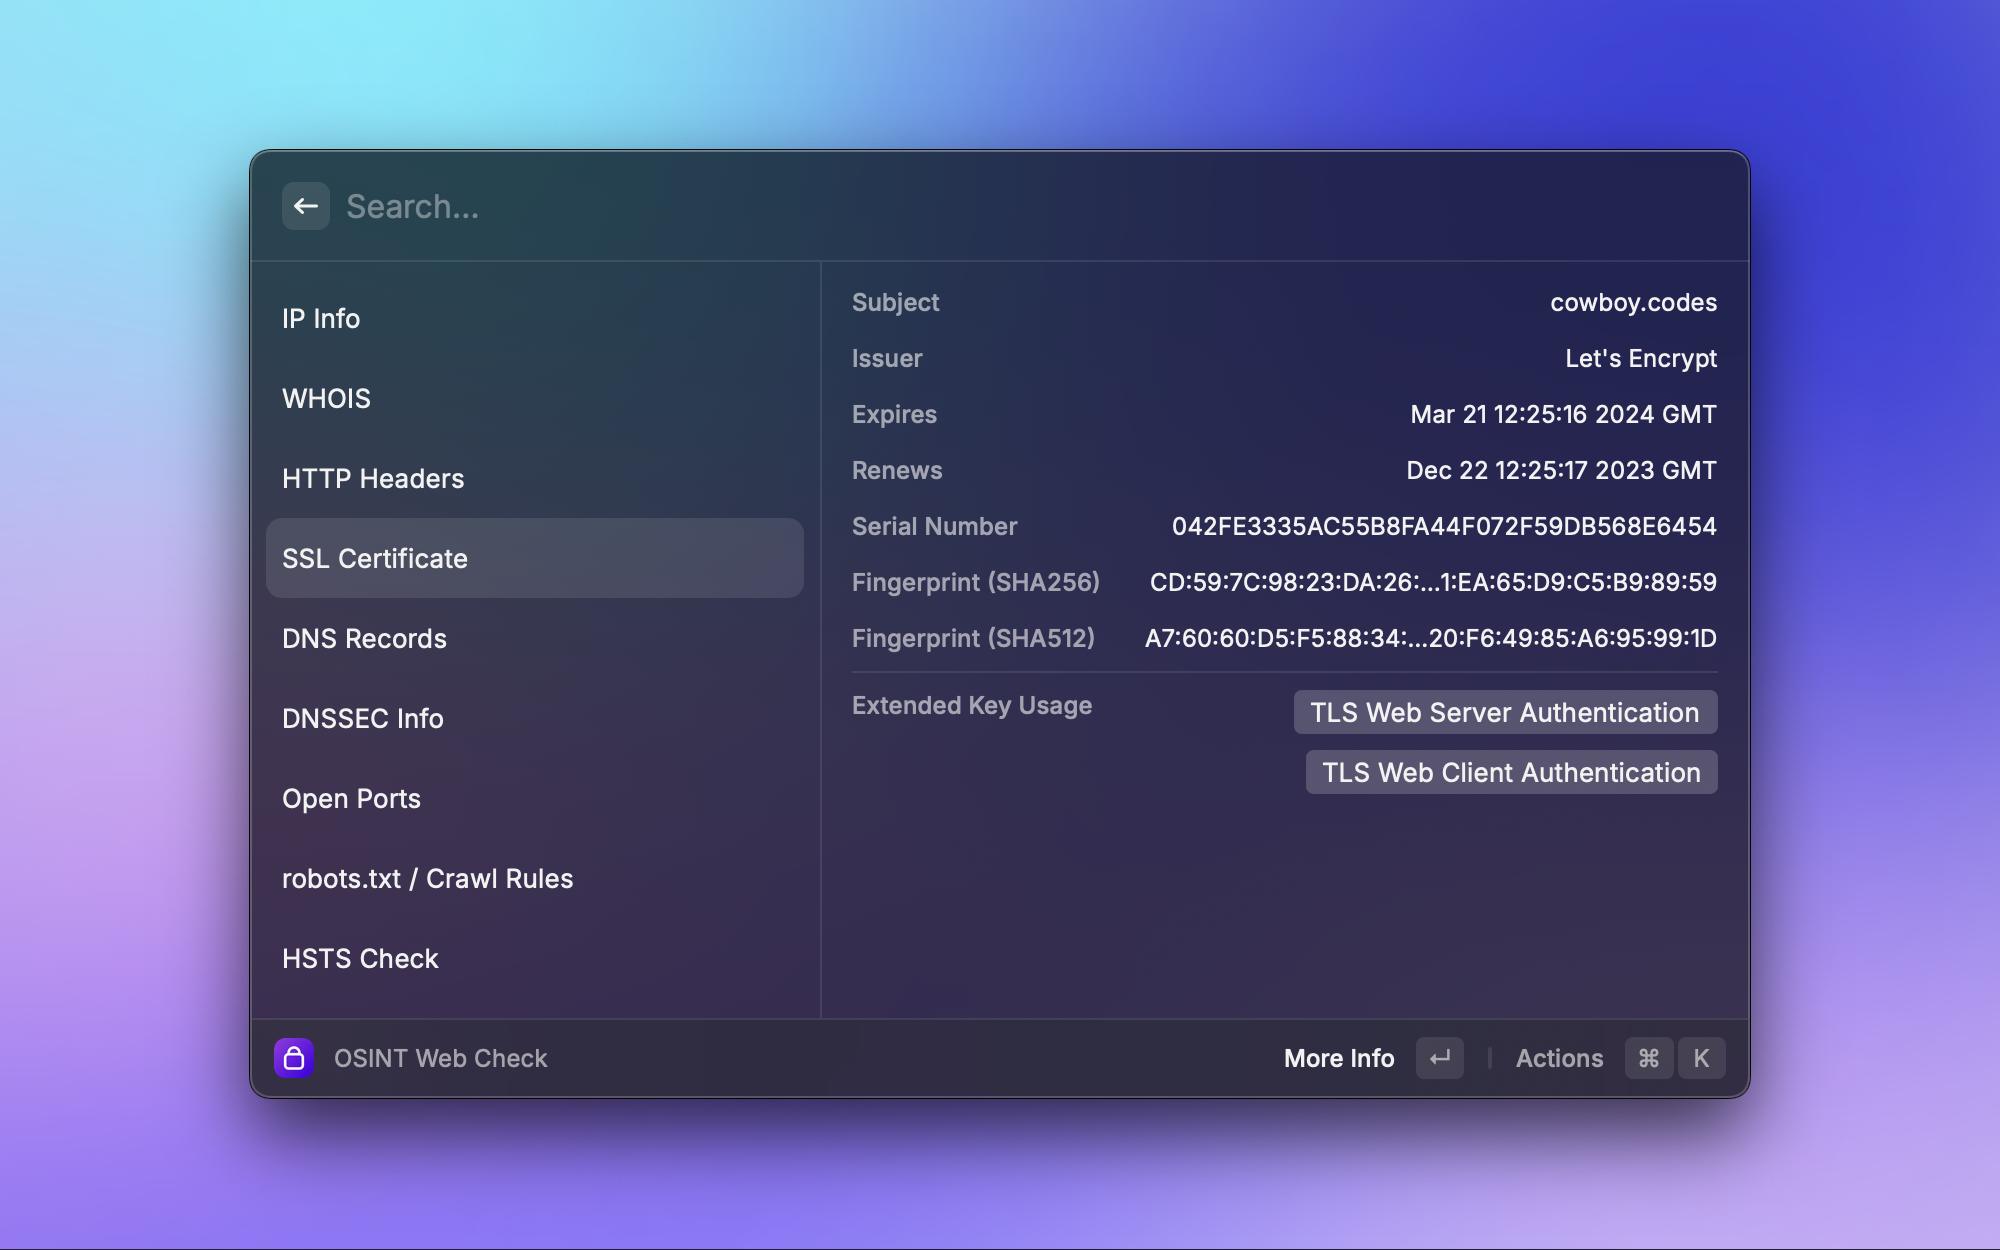 Search...
IP Info
WHOIS
HTTP Headers
SSL Certificate
DNS Records
DNSSEC Info
Open Ports
robots.txt / Crawl Rules
HSTS Check
Subject cowboy.codes
Issuer Let's Encrypt
Expires Mar 21 12:25:16 2024 GMT
Renews Dec 22 12:25:17 2023 GMT
Serial Number 042FE3335AC55B8FA44F072F59DB568E6454
Fingerprint (SHA256) CD:59:7C:98:23:DA:26:...1:EA:65:D9:C5:B9:89:59
Fingerprint (SHA512) A7:60:60:D5:F5:88:34:...20:F6:49:85:A6:95:99:1D
Extended Key Usage TLS Web Server Authentication
TLS Web Client Authentication
OSINT Web Check More Info ↵ Actions ⌘ K